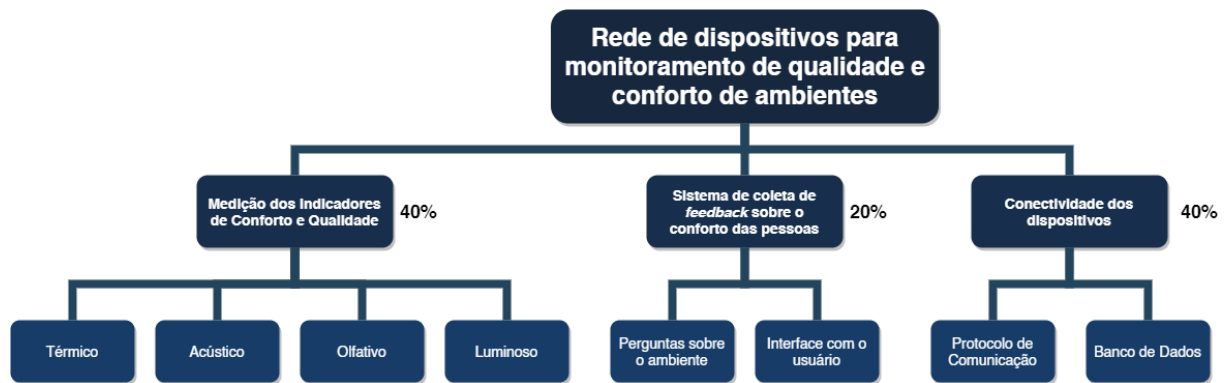 Rede de dispositivos para
monitoramento de qualidade e
conforto de ambientes
Medição dos Indicadores
de Conforto e Qualidade
40%
Sistema de coleta de
feedback sobre o
conforto das pessoas
20%
Conectividade dos
dispositivos
40%
Térmico
Acústico
Olfativo
Luminoso
Perguntas sobre
o ambiente
Interface com o
usuário
Protocolo de
Comunicação
Banco de Dados